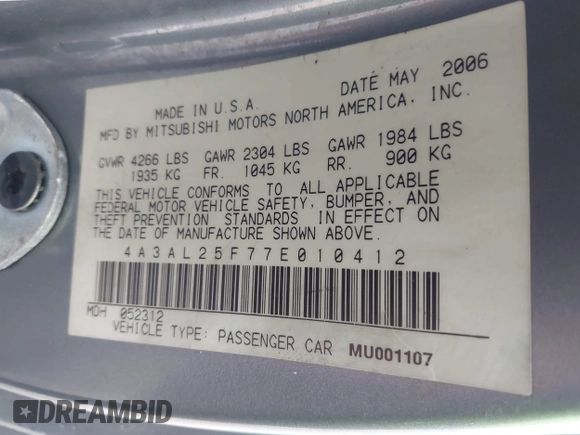 MADE IN U.S.A. DATE MAY 2006
MFD BY MITSUBISHI MOTORS NORTH AMERICA, INC.
GVWR 4266 LBS GAWR 2304 LBS GAWR 1984 LBS
1935 KG FR. 1045 KG RR. 900 KG
THIS VEHICLE CONFORMS TO ALL APPLICABLE
FEDERAL MOTOR VEHICLE SAFETY, BUMPER, AND
THEFT PREVENTION STANDARDS IN EFFECT ON
THE DATE OF MANUFACTURE SHOWN ABOVE.
4A3AL25F77E010412
MDH 052312
VEHICLE TYPE: PASSENGER CAR MU001107
DREAMBID